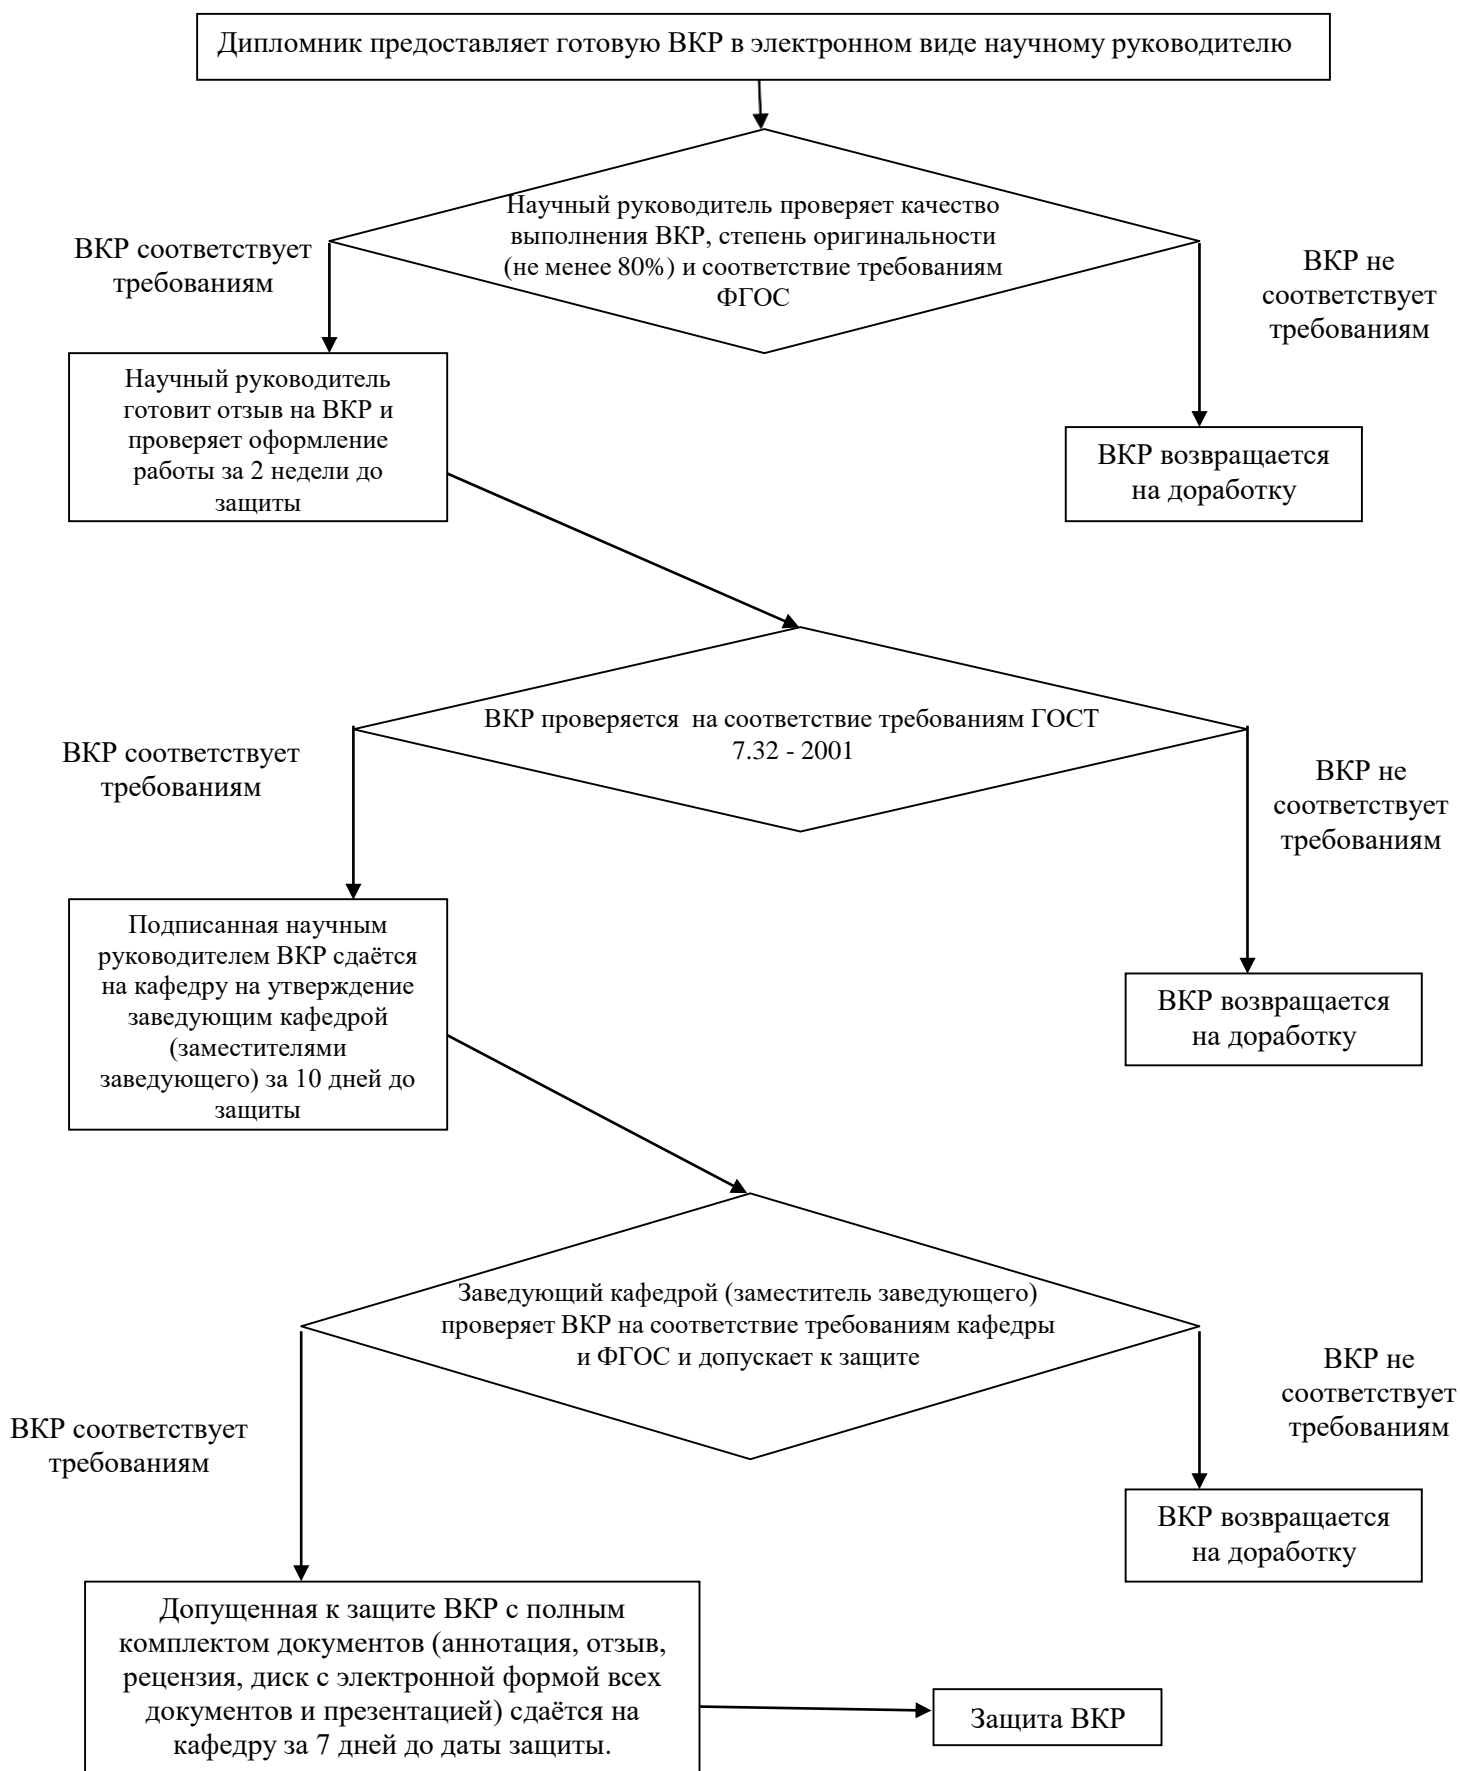 Дипломник предоставляет готовую ВКР в электронном виде научному руководителю
Научный руководитель проверяет качество
выполнения ВКР, степень оригинальности
(не менее 80%) и соответствие требованиям
ФГОС
ВКР соответствует
требованиям
ВКР не
соответствует
требованиям
Научный руководитель
готовит отзыв на ВКР и
проверяет оформление
работы за 2 недели до
защиты
ВКР возвращается
на доработку
ВКР проверяется на соответствие требованиям ГОСТ
7.32 - 2001
ВКР соответствует
требованиям
ВКР не
соответствует
требованиям
Подписанная научным
руководителем ВКР сдаётся
на кафедру на утверждение
заведующим кафедрой
(заместителями
заведующего) за 10 дней до
защиты
ВКР возвращается
на доработку
Заведующий кафедрой (заместитель заведующего)
проверяет ВКР на соответствие требованиям кафедры
и ФГОС и допускает к защите
ВКР соответствует
требованиям
ВКР не
соответствует
требованиям
ВКР возвращается
на доработку
Допущенная к защите ВКР с полным
комплектом документов (аннотация, отзыв,
рецензия, диск с электронной формой всех
документов и презентацией) сдаётся на
кафедру за 7 дней до даты защиты.
Защита ВКР